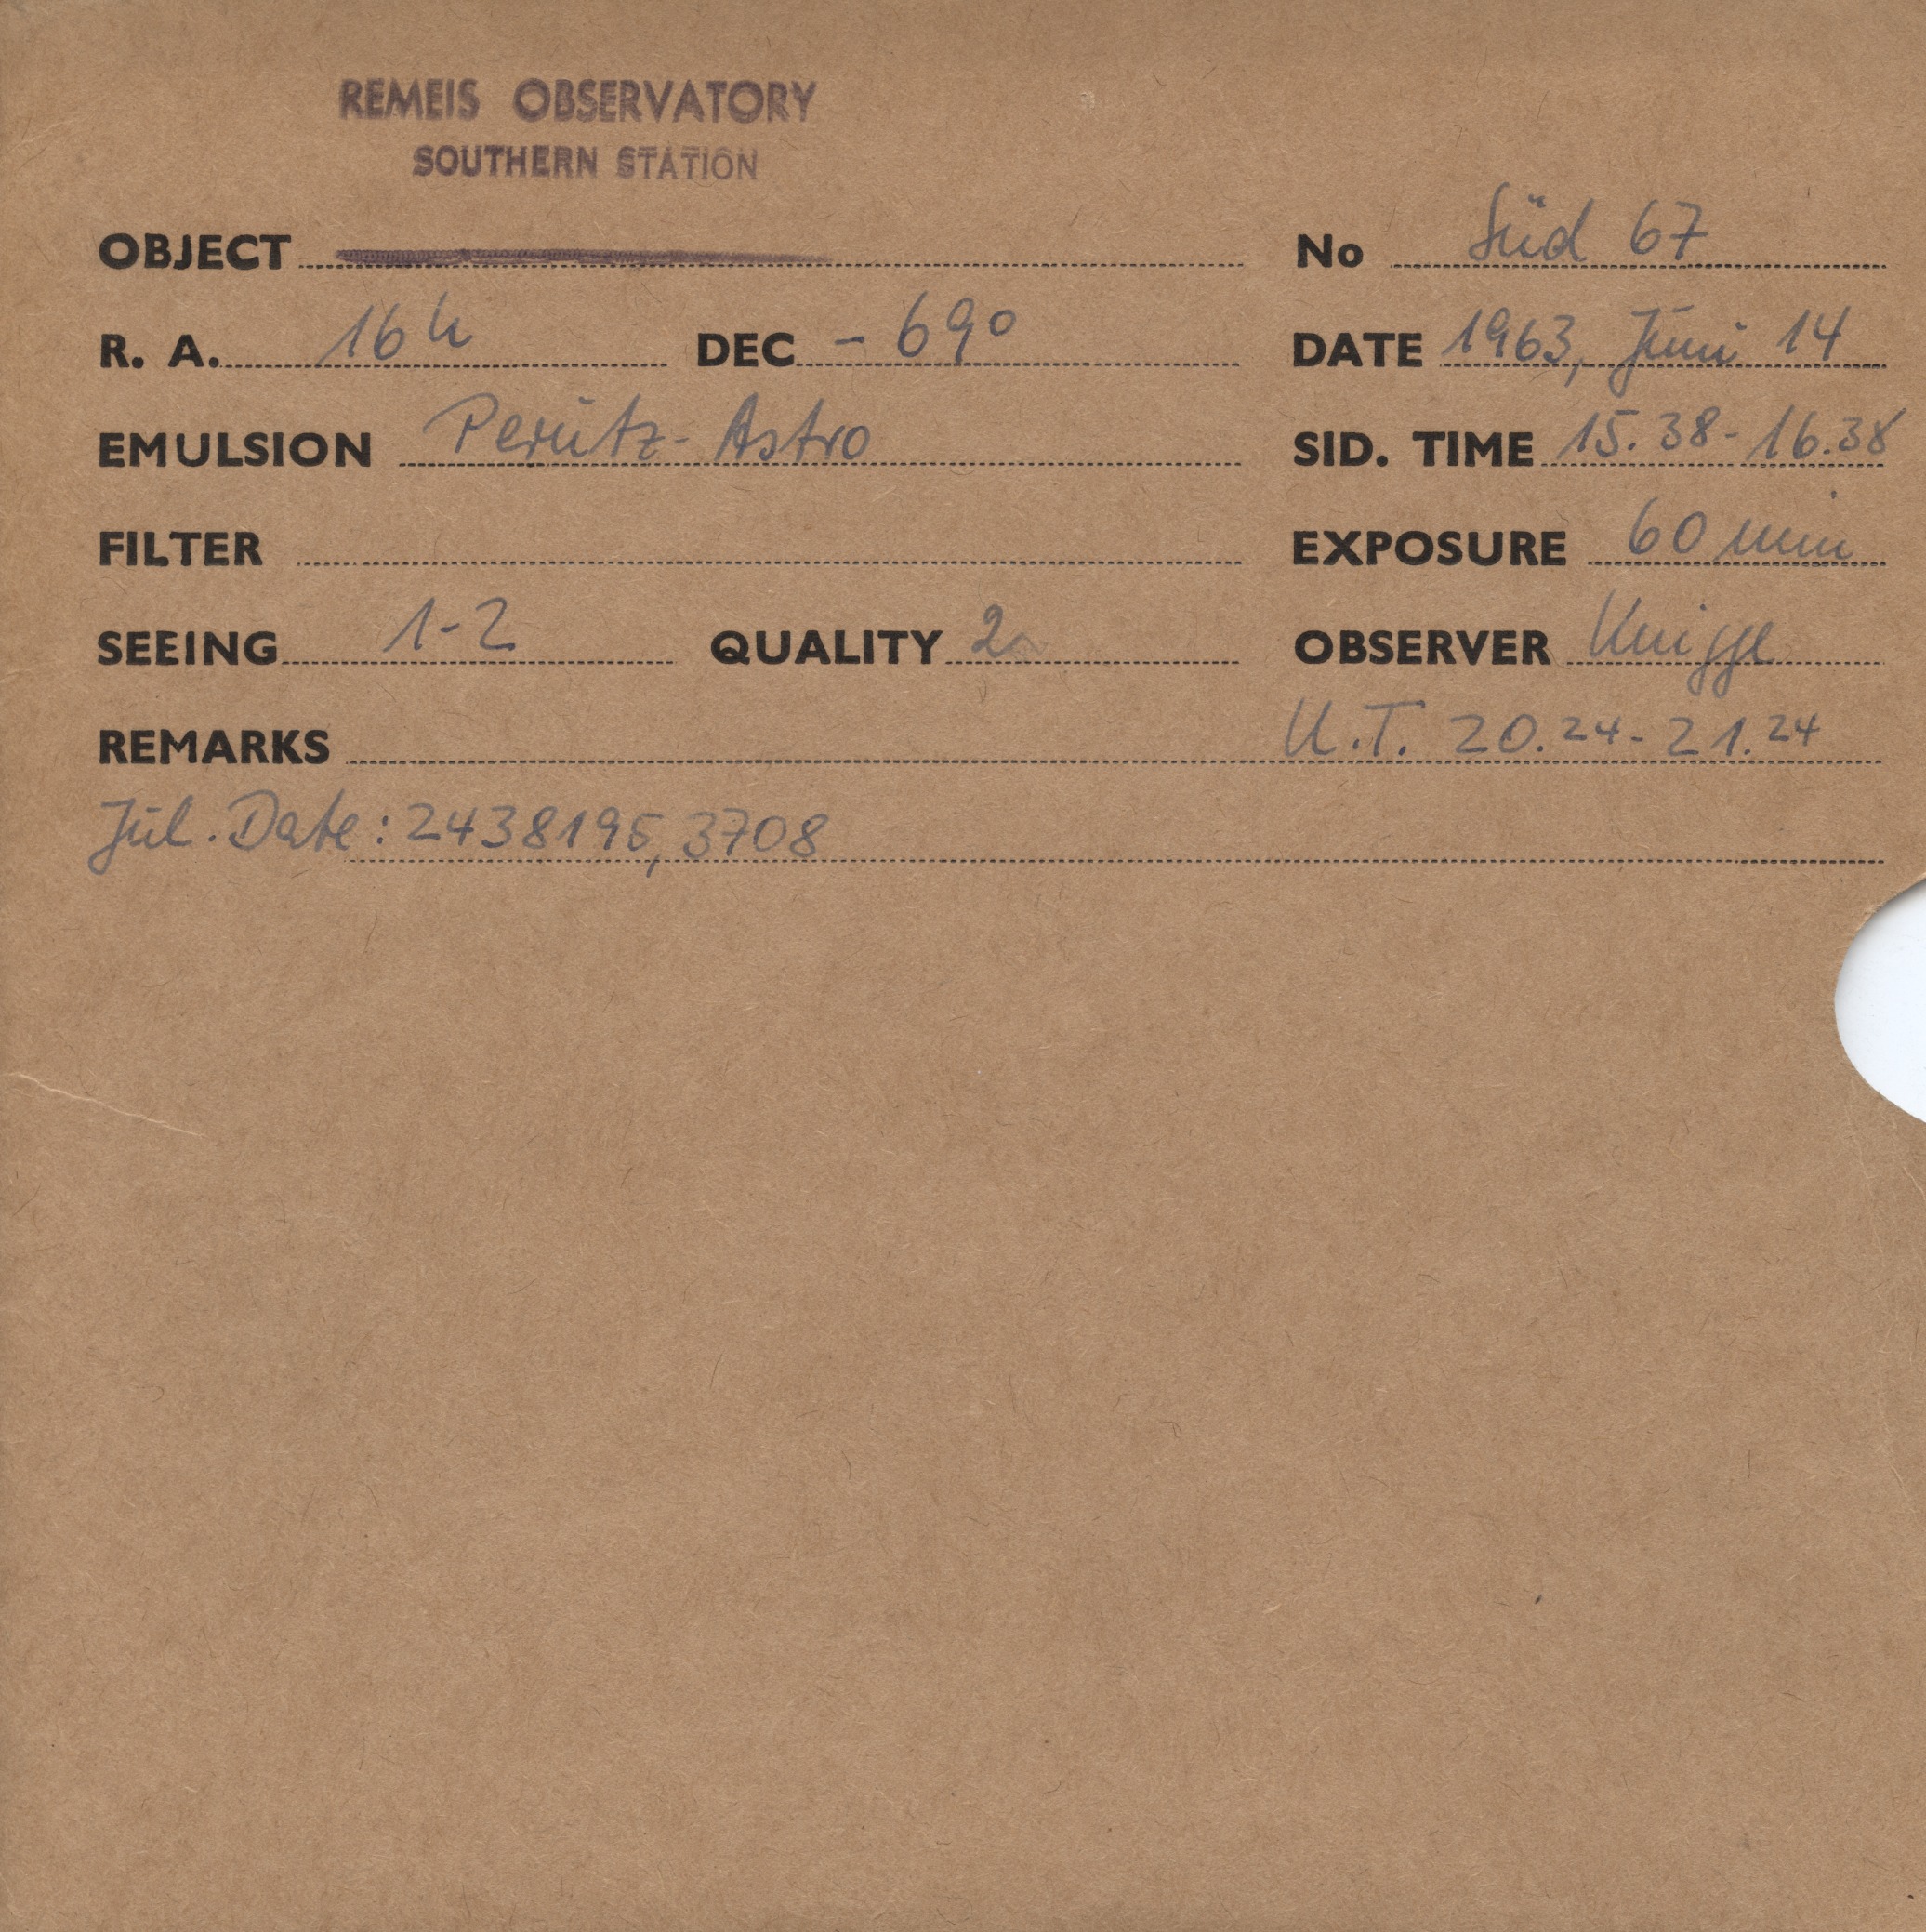 REMEIS OBSERVATORY
SOUTHERN STATION
OBJECT No Süd 67
R. A. 16h DEC - 69° DATE 1963, Juni 14
EMULSION Perutz-Astro SID. TIME 15.38-16.38
FILTER EXPOSURE 60 min
SEEING 1-2 QUALITY 2 OBSERVER Knigge
REMARKS U.T. 20.24-21.24
Jul. Date: 2438195,3708